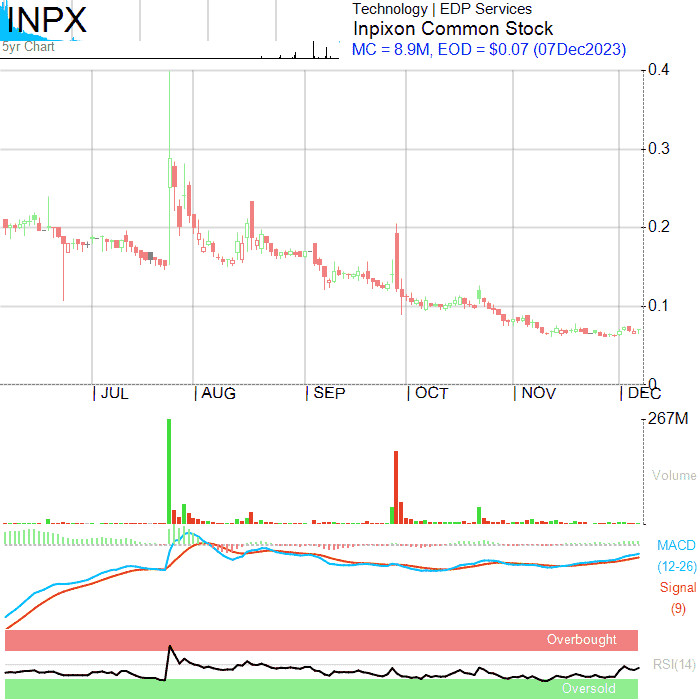 INPX
5yr Chart
Technology | EDP Services
Inpixon Common Stock
MC = 8.9M, EOD = $0.07 (07Dec2023)
0.4
0.3
0.2
0.1
0
JUL AUG SEP OCT NOV DEC
267M
Volume
MACD
(12-26)
Signal
(9)
Overbought
RSI(14)
Oversold